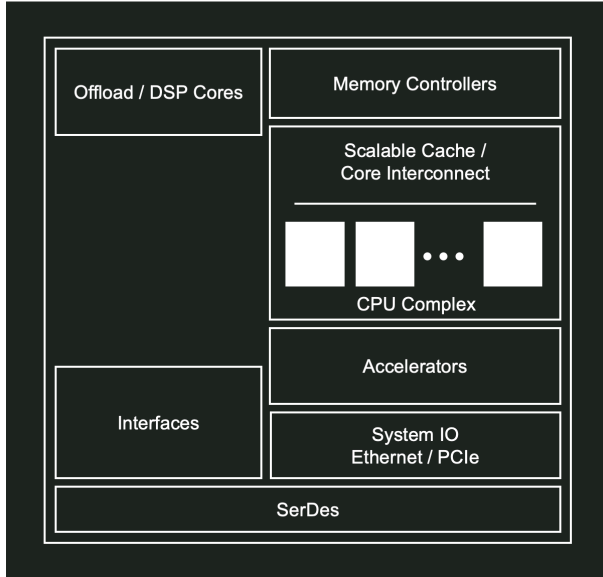 Offload / DSP Cores
Memory Controllers
Scalable Cache /
Core Interconnect
CPU Complex
Accelerators
Interfaces
System IO
Ethernet / PCIe
SerDes